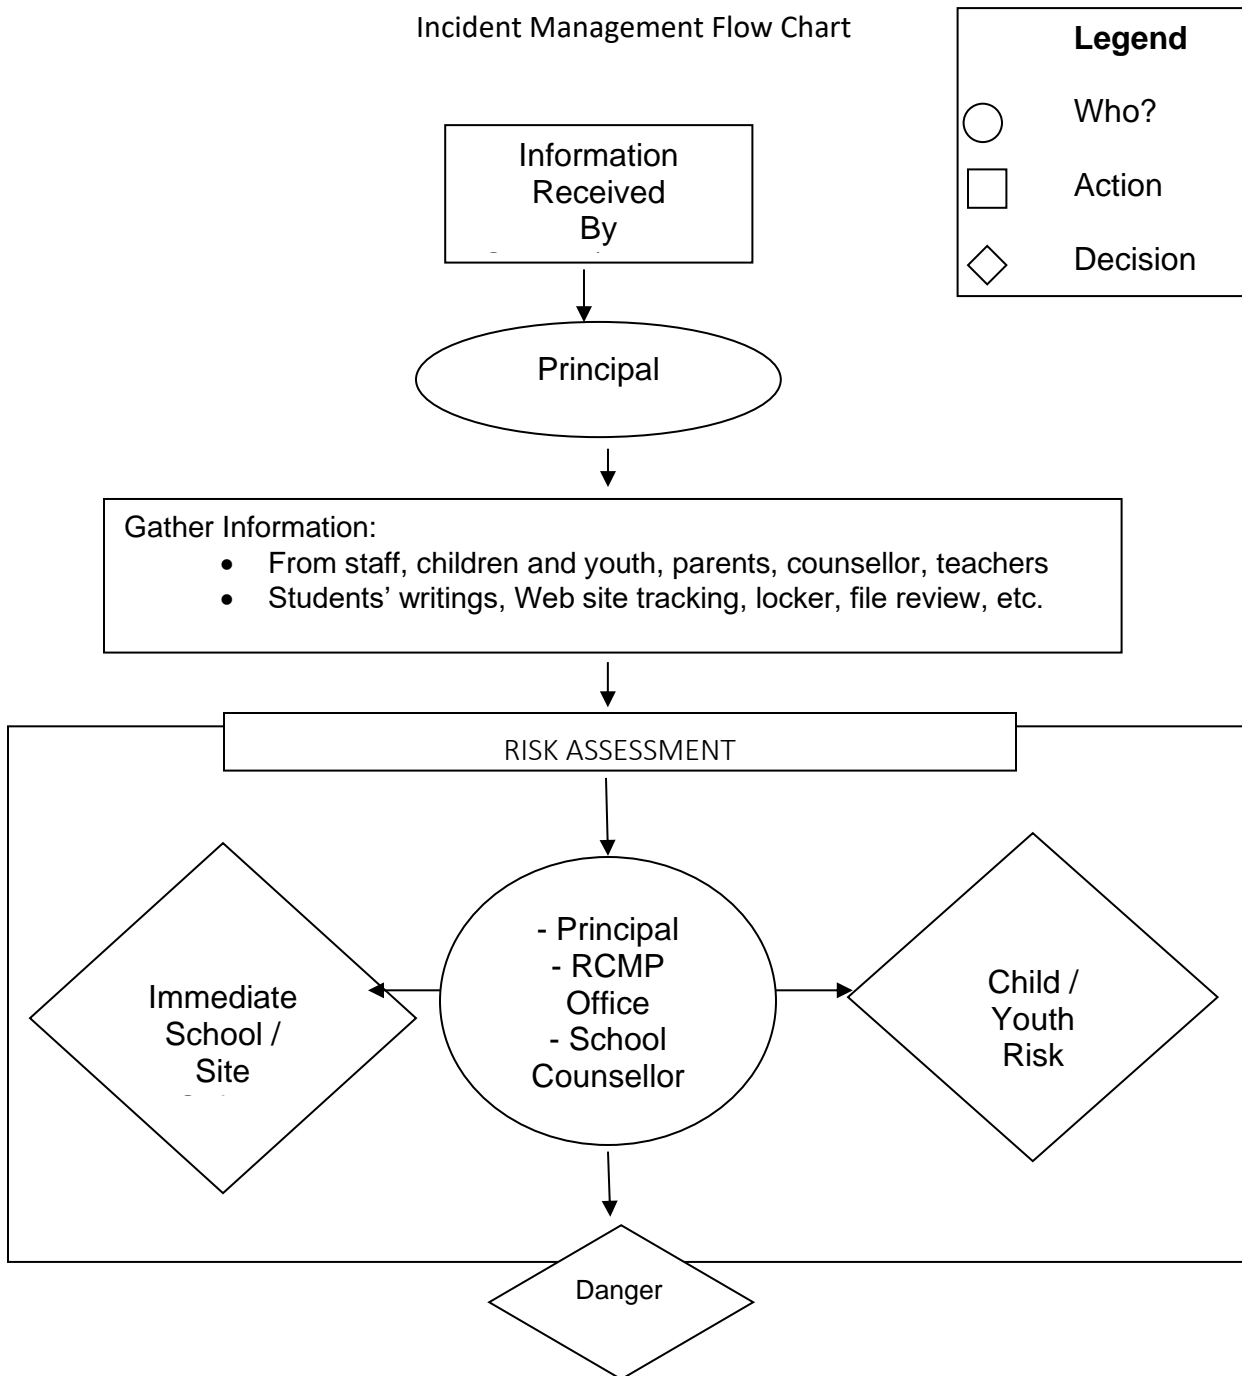 Incident Management Flow Chart
Legend
Who?
Action
Decision
Information
Received
By
Principal
Gather Information:
• From staff, children and youth, parents, counsellor, teachers
• Students’ writings, Web site tracking, locker, file review, etc.
RISK ASSESSMENT
Immediate
School /
Site
- Principal
- RCMP
Office
- School
Counsellor
Child /
Youth
Risk
Danger